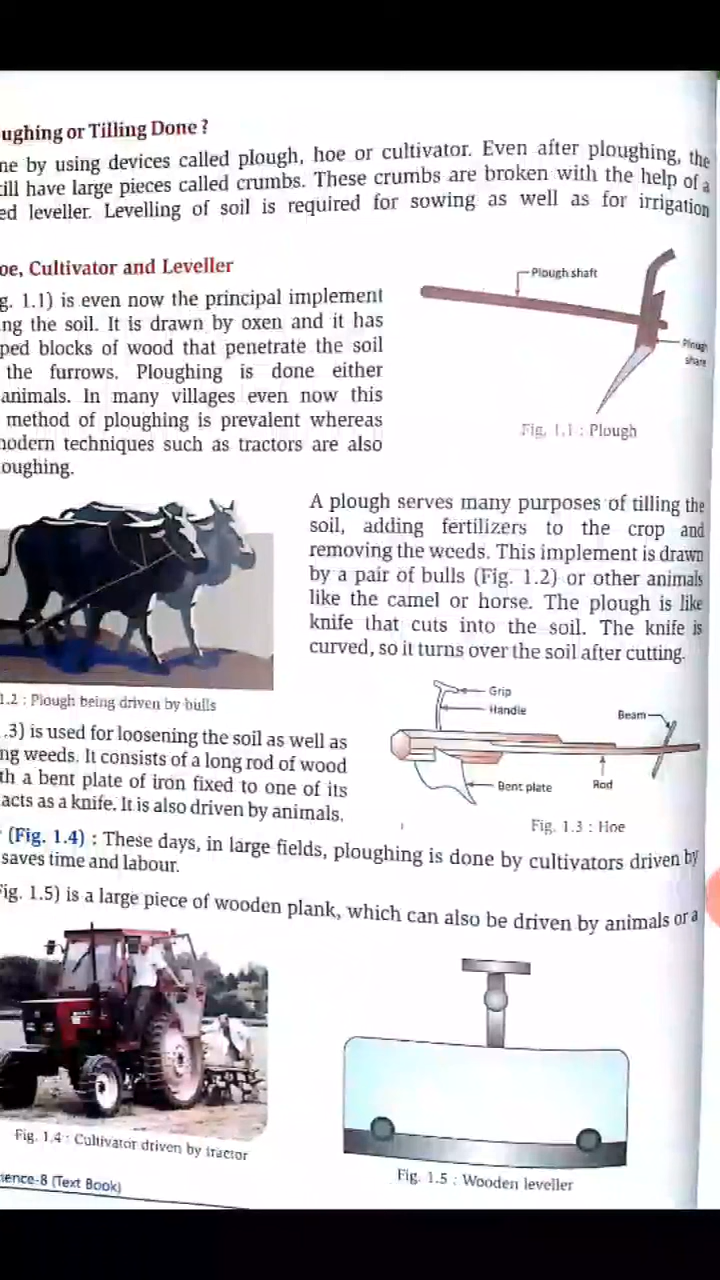 ughing or Tilling Done ?
ne by using devices called plough, hoe or cultivator. Even after ploughing, the
ill have large pieces called crumbs. These crumbs are broken with the help of a
ed leveller. Levelling of soil is required for sowing as well as for irrigation
oe, Cultivator and Leveller
g. 1.1) is even now the principal implement
ng the soil. It is drawn by oxen and it has
ped blocks of wood that penetrate the soil
the furrows. Ploughing is done either
animals. In many villages even now this
method of ploughing is prevalent whereas
modern techniques such as tractors are also
oughing.
Plough shaft
Plough
share
Fig. 1.1 : Plough
A plough serves many purposes of tilling the
soil, adding fertilizers to the crop and
removing the weeds. This implement is drawn
by a pair of bulls (Fig. 1.2) or other animals
like the camel or horse. The plough is like
knife that cuts into the soil. The knife is
curved, so it turns over the soil after cutting.
1.2 : Plough being driven by bulls
.3) is used for loosening the soil as well as
ng weeds. It consists of a long rod of wood
th a bent plate of iron fixed to one of its
acts as a knife. It is also driven by animals.
Grip
Handle
Beam
Bent plate
Rod
Fig. 1.3 : Hoe
(Fig. 1.4) : These days, in large fields, ploughing is done by cultivators driven by
saves time and labour.
Fig. 1.5) is a large piece of wooden plank, which can also be driven by animals or a
Fig. 1.4 : Cultivator driven by tractor
Fig. 1.5 : Wooden leveller
ience-8 (Text Book)